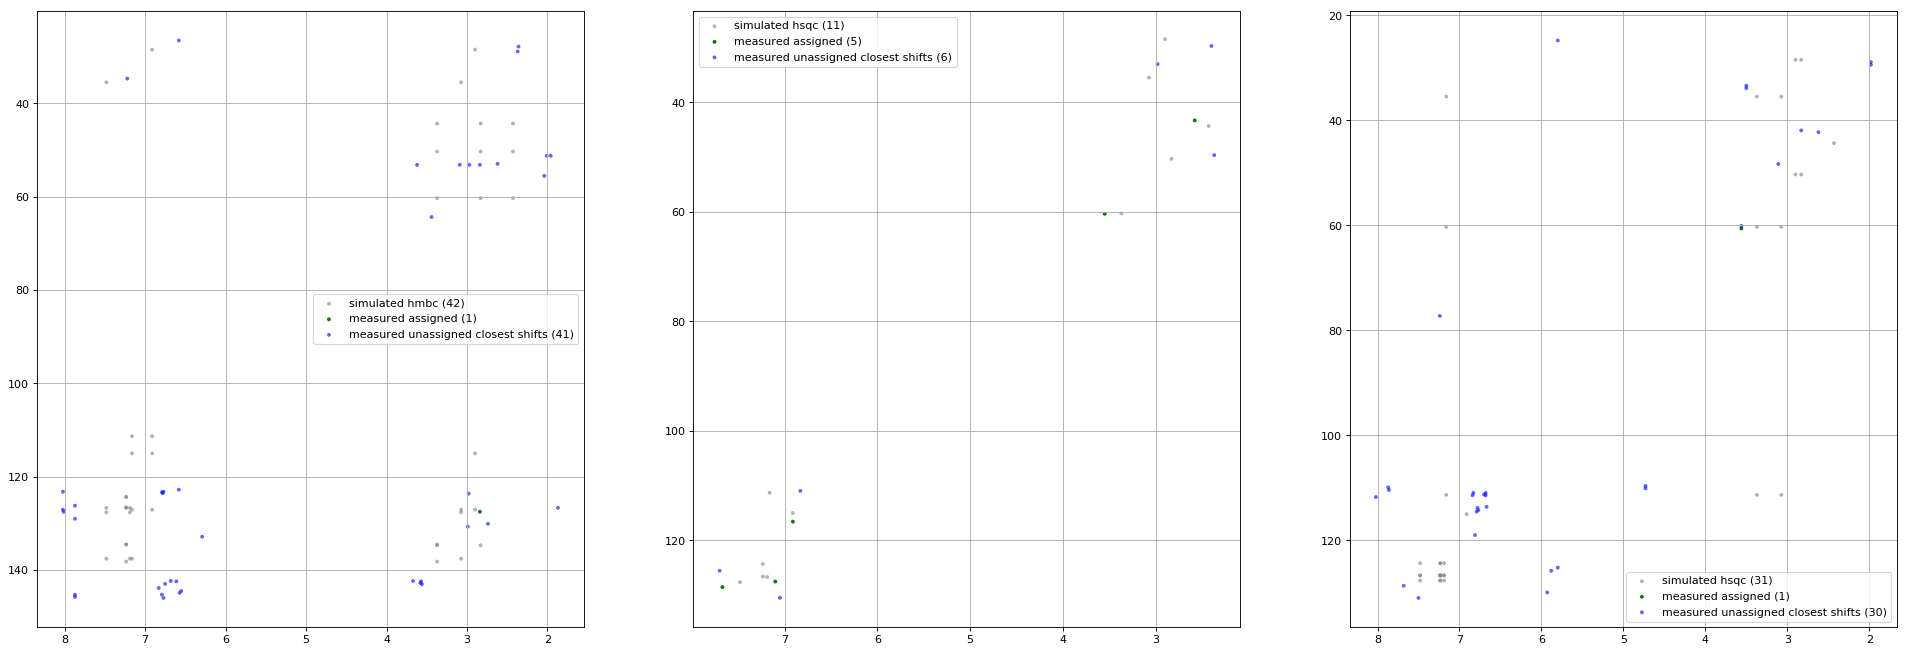 40
60
80
100
120
140
8 7 6 5 4 3 2
simulated hmbc (42)
measured assigned (1)
measured unassigned closest shifts (41)
40
60
80
100
120
7 6 5 4 3
simulated hsqc (11)
measured assigned (5)
measured unassigned closest shifts (6)
20
40
60
80
100
120
8 7 6 5 4 3 2
simulated hsqc (31)
measured assigned (1)
measured unassigned closest shifts (30)